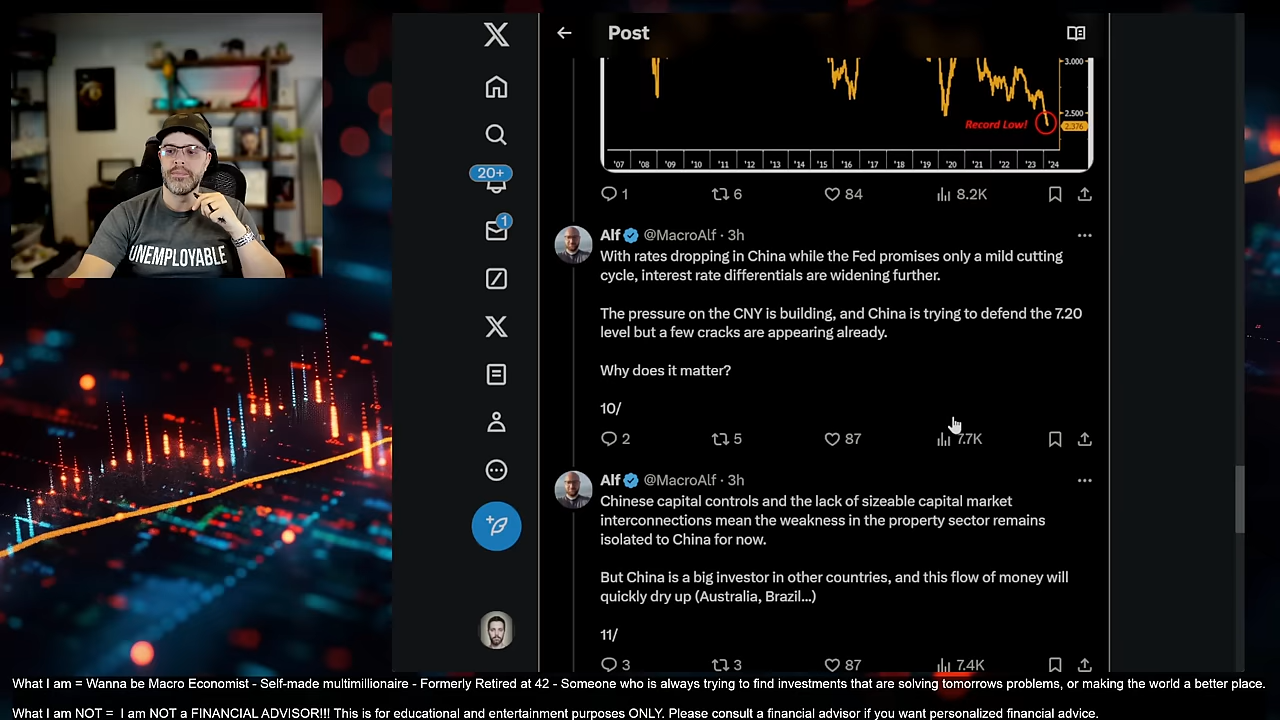 UNEMPLOYABLE
20+
1
Post
3.000
2.500
2.376
Record Low!
'07 '08 '09 '10 '11 '12 '13 '14 '15 '16 '17 '18 '19 '20 '21 '22 '23 '24
1 6 84 8.2K
Alf @MacroAlf · 3h
With rates dropping in China while the Fed promises only a mild cutting
cycle, interest rate differentials are widening further.
The pressure on the CNY is building, and China is trying to defend the 7.20
level but a few cracks are appearing already.
Why does it matter?
10/
2 5 87 7.7K
Alf @MacroAlf · 3h
Chinese capital controls and the lack of sizeable capital market
interconnections mean the weakness in the property sector remains
isolated to China for now.
But China is a big investor in other countries, and this flow of money will
quickly dry up (Australia, Brazil...)
11/
3 3 87 7.4K
What I am = Wanna be Macro Economist - Self-made multimillionaire - Formerly Retired at 42 - Someone who is always trying to find investments that are solving tomorrows problems, or making the world a better place.
What I am NOT = I am NOT a FINANCIAL ADVISOR!!! This is for educational and entertainment purposes ONLY. Please consult a financial advisor if you want personalized financial advice.